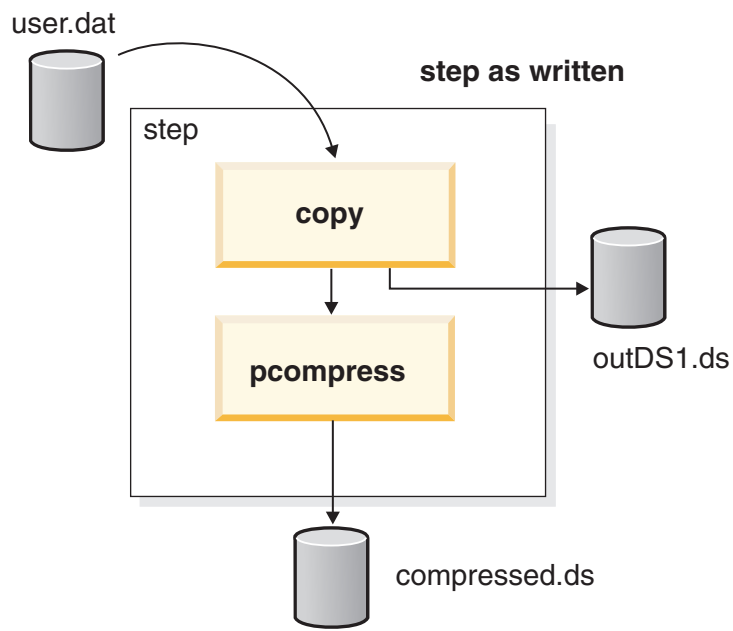 user.dat
step as written
step
copy
outDS1.ds
pcompress
compressed.ds